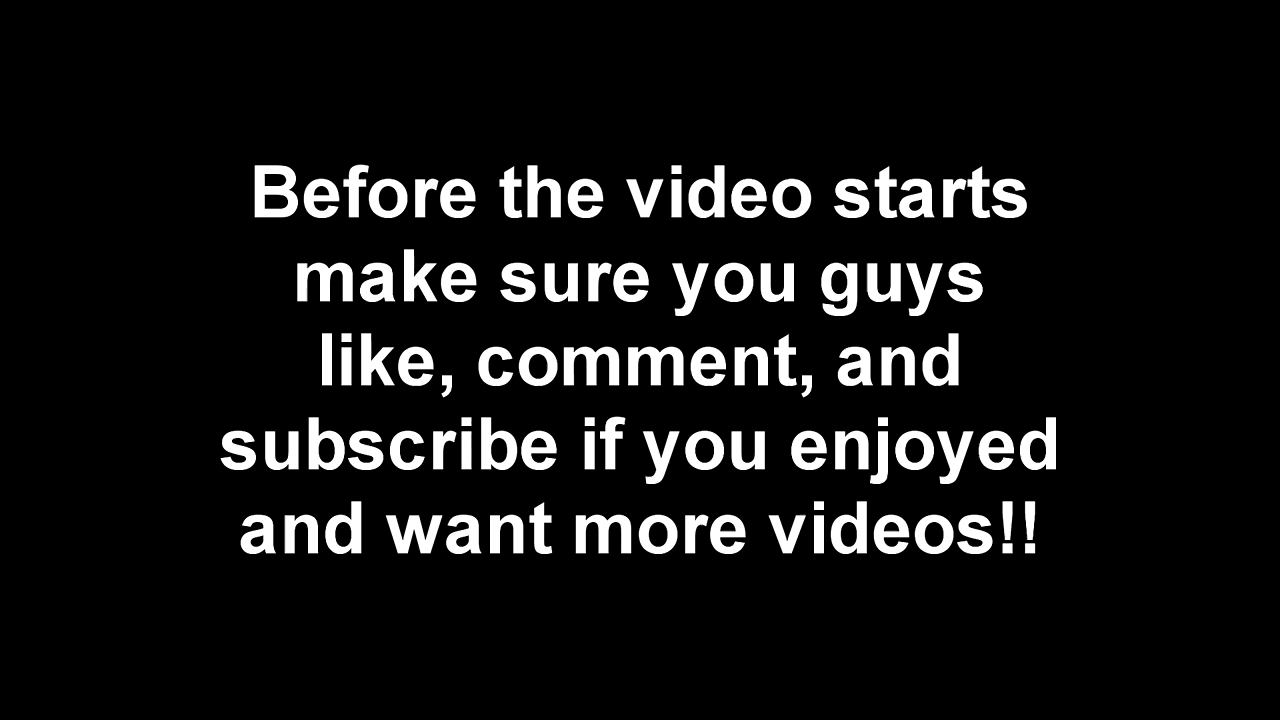 Before the video starts
make sure you guys
like, comment, and
subscribe if you enjoyed
and want more videos!!